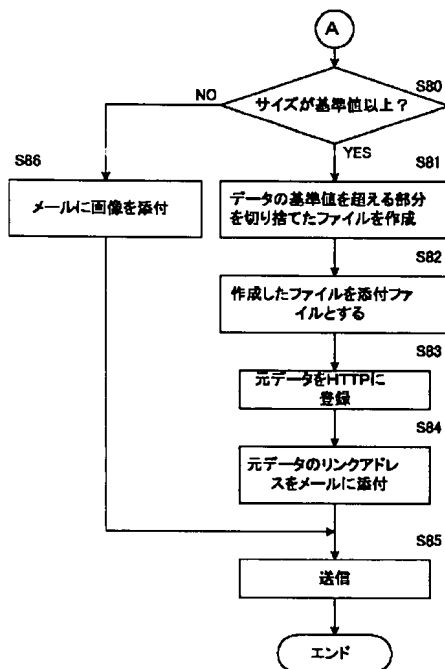 A
S80
サイズが基準値以上？
NO
YES
S86
メールに画像を添付
S81
データの基準値を超える部分
を切り捨てたファイルを作成
S82
作成したファイルを添付ファ
イルとする
S83
元データをHTTPに
登録
S84
元データのリンクアドレ
スをメールに添付
S85
送信
エンド